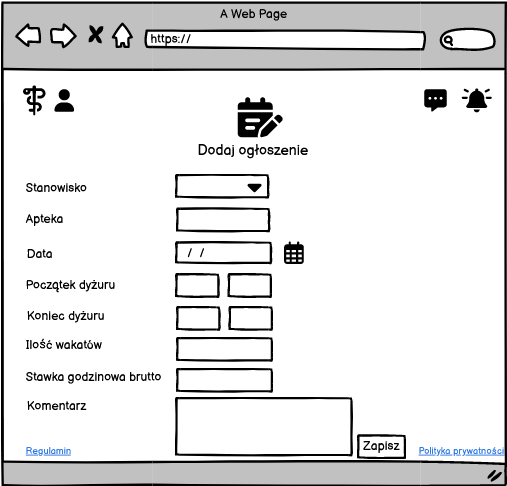 A Web Page
https://
Dodaj ogłoszenie
Stanowisko
Apteka
Data / /
Początek dyżuru
Koniec dyżuru
Ilość wakatów
Stawka godzinowa brutto
Komentarz
Zapisz
Regulamin Polityka prywatności